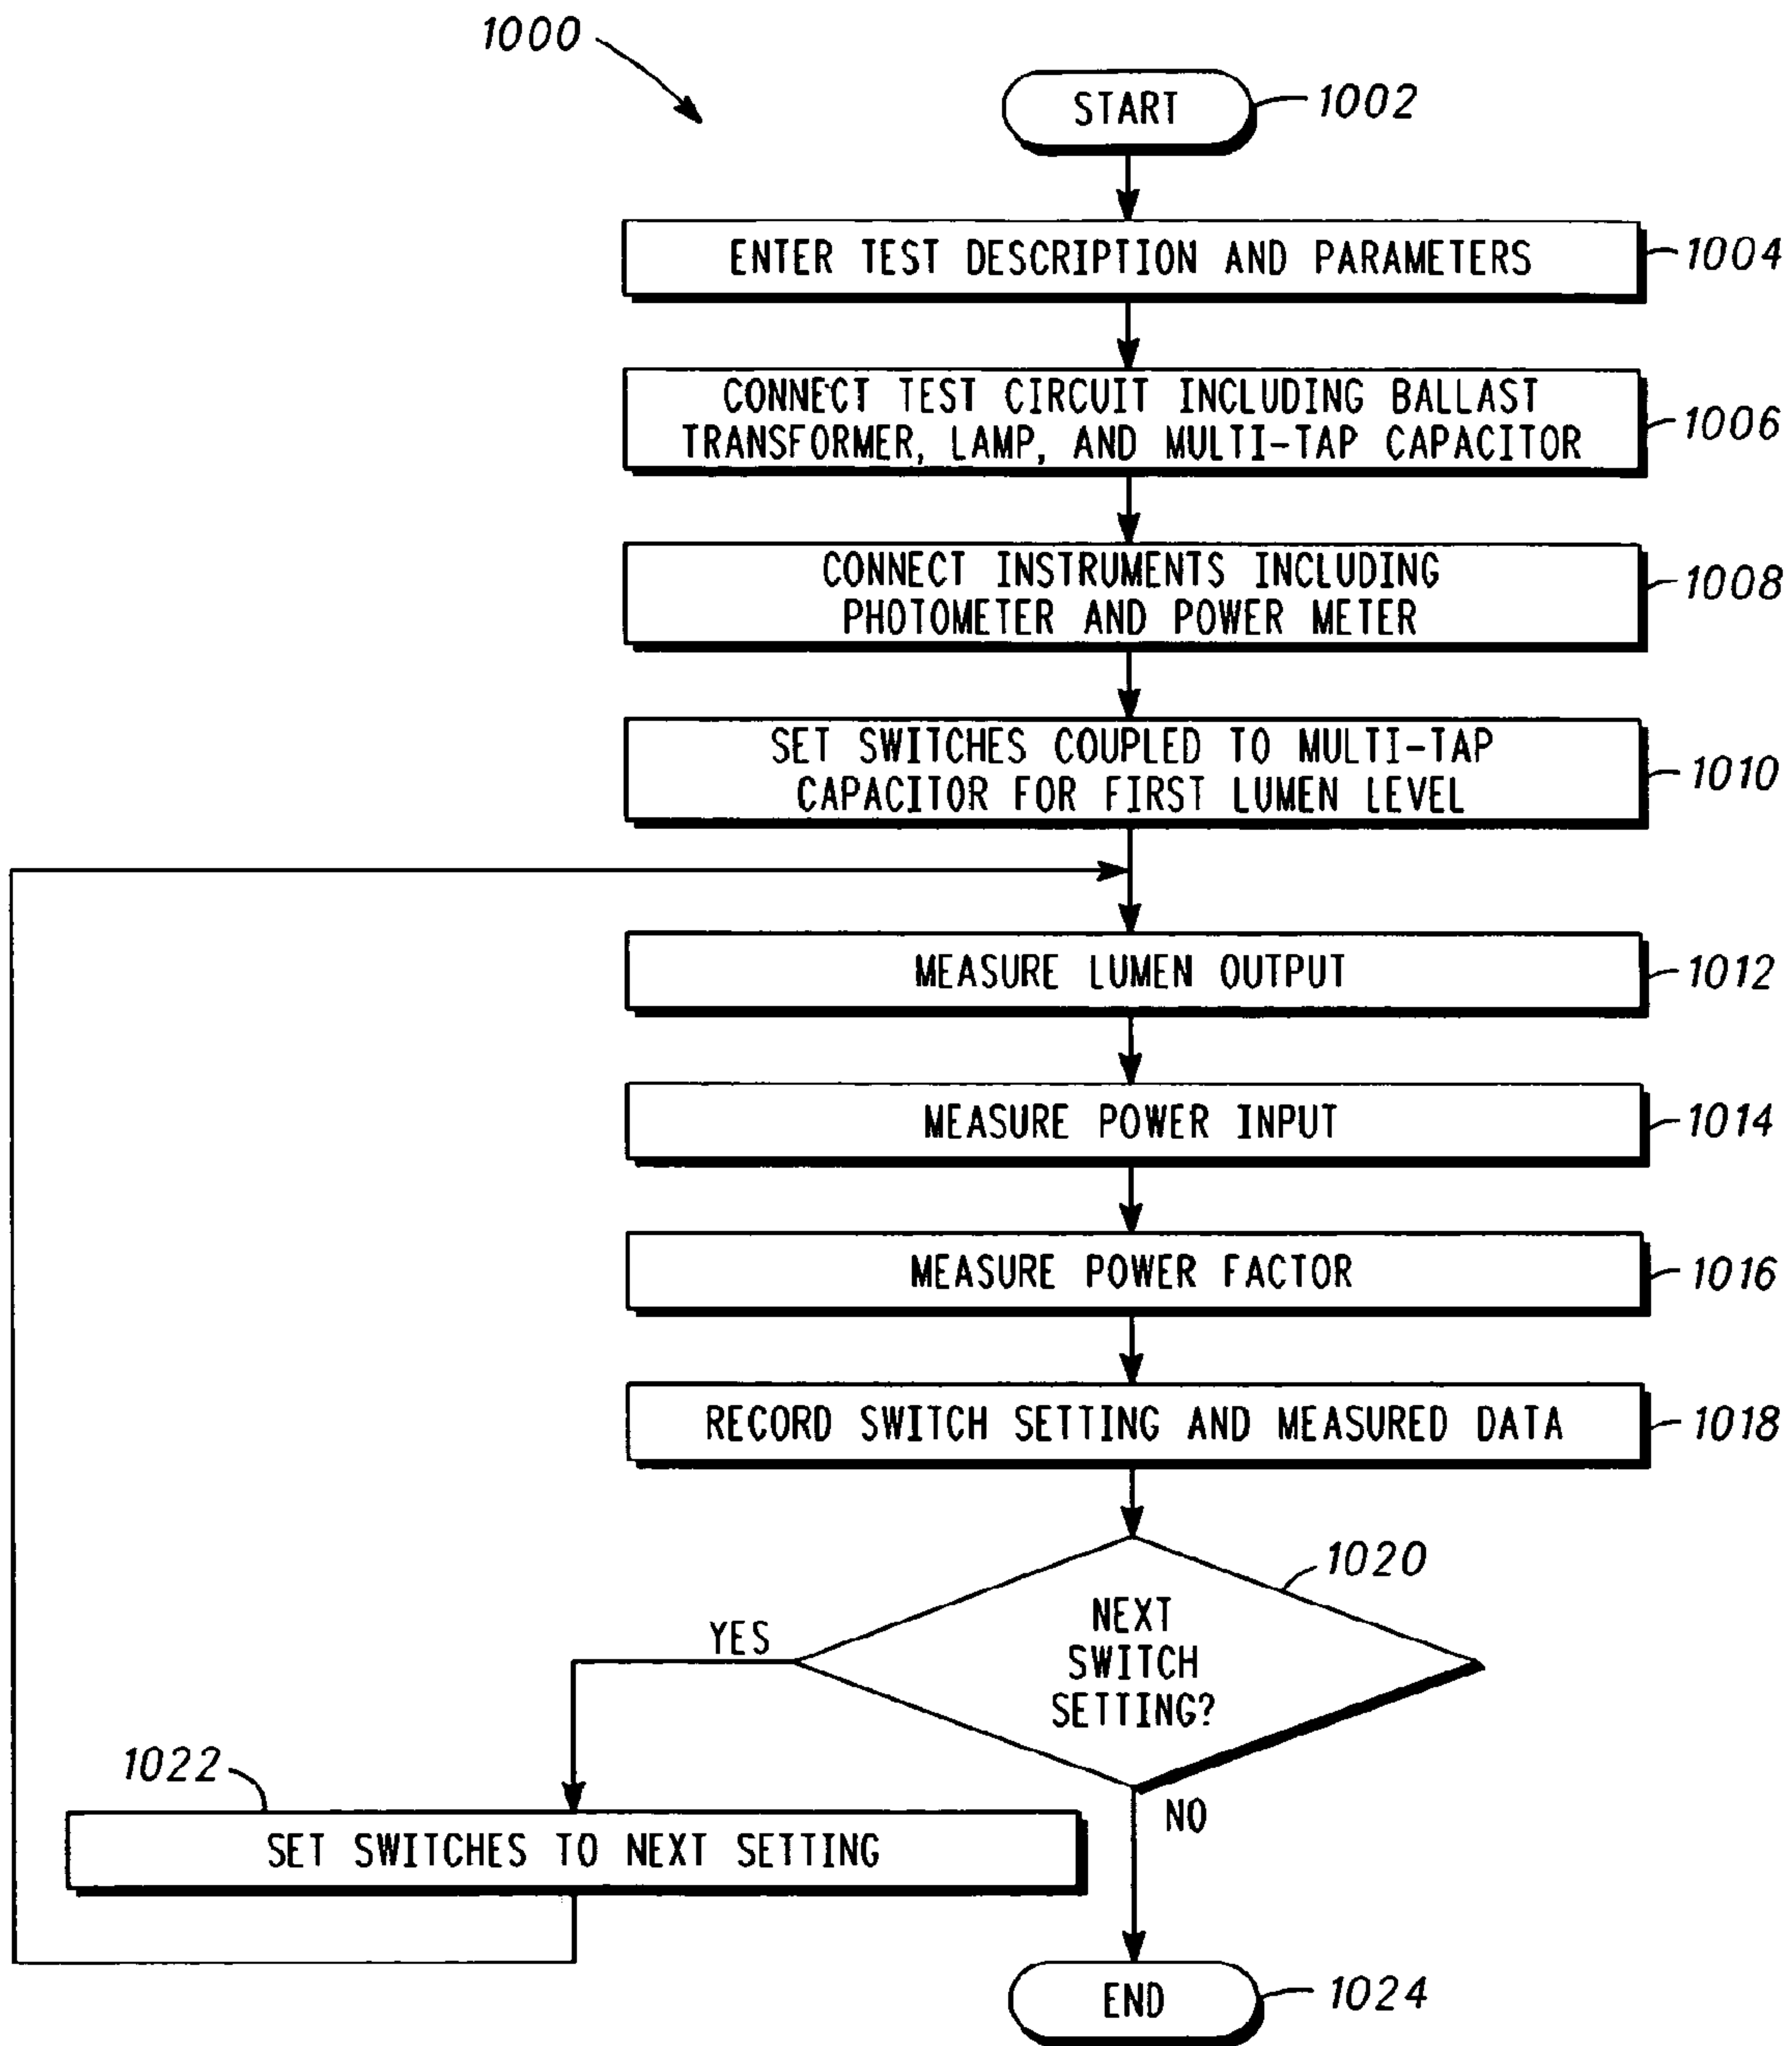 1000
START
1002
ENTER TEST DESCRIPTION AND PARAMETERS
1004
CONNECT TEST CIRCUIT INCLUDING BALLAST
TRANSFORMER, LAMP, AND MULTI-TAP CAPACITOR
1006
CONNECT INSTRUMENTS INCLUDING
PHOTOMETER AND POWER METER
1008
SET SWITCHES COUPLED TO MULTI-TAP
CAPACITOR FOR FIRST LUMEN LEVEL
1010
MEASURE LUMEN OUTPUT
1012
MEASURE POWER INPUT
1014
MEASURE POWER FACTOR
1016
RECORD SWITCH SETTING AND MEASURED DATA
1018
1020
NEXT
SWITCH
SETTING?
YES
1022
NO
SET SWITCHES TO NEXT SETTING
END
1024